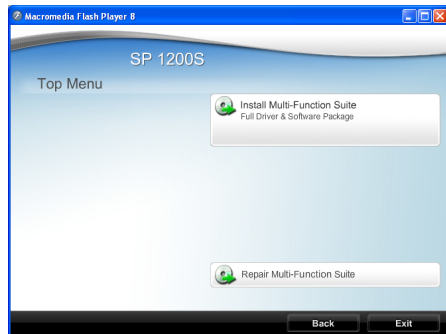 Macromedia Flash Player 8
SP 1200S
Top Menu
Install Multi-Function Suite
Full Driver & Software Package
Repair Multi-Function Suite
Back
Exit